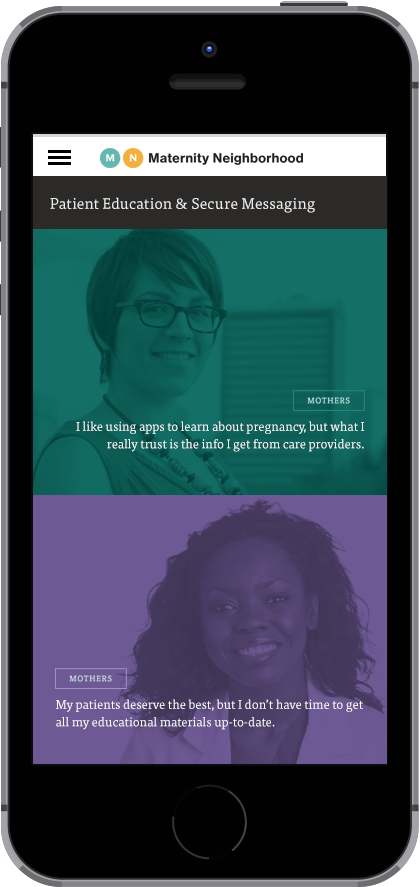 M N Maternity Neighborhood
Patient Education & Secure Messaging
MOTHERS
I like using apps to learn about pregnancy, but what I
really trust is the info I get from care providers.
MOTHERS
My patients deserve the best, but I don't have time to get
all my educational materials up-to-date.